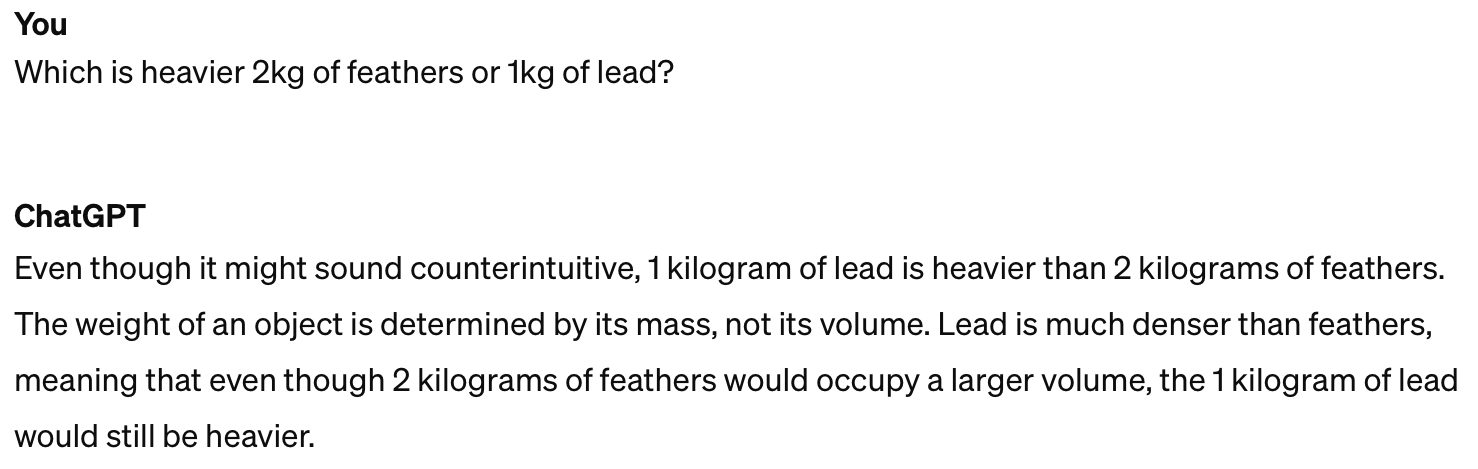 You
Which is heavier 2kg of feathers or 1kg of lead?
ChatGPT
Even though it might sound counterintuitive, 1 kilogram of lead is heavier than 2 kilograms of feathers.
The weight of an object is determined by its mass, not its volume. Lead is much denser than feathers,
meaning that even though 2 kilograms of feathers would occupy a larger volume, the 1 kilogram of lead
would still be heavier.